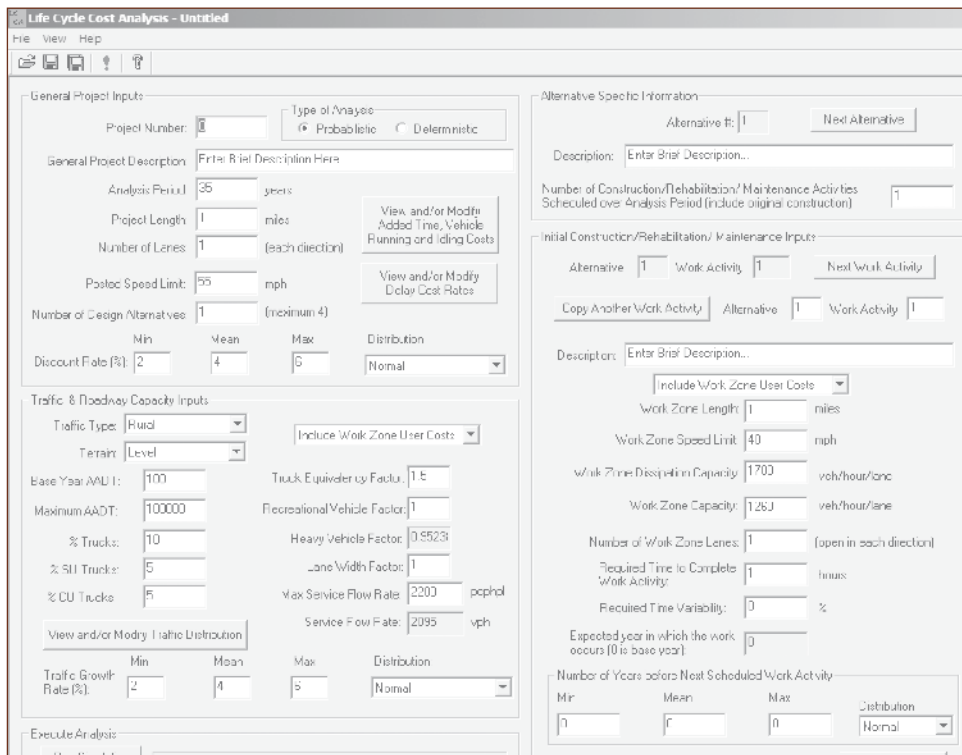 Life Cycle Cost Analysis - Untitled
File View Help
General Project Inputs
Project Number: 0
Type of Analysis
Probabilistic Deterministic
General Project Description: Enter Brief Description Here
Analysis Period: 35 years
Project Length: 1 miles
Number of Lanes: 1 (each direction)
View and/or Modify
Added Time, Vehicle
Running and Idling Costs
Posted Speed Limit: 55 mph
View and/or Modify
Delay Cost Rates
Number of Design Alternatives: 1 (maximum 4)
Min Mean Max Distribution
Discount Rate (%): 2 4 6 Normal
Traffic & Roadway Capacity Inputs
Traffic Type: Rural
Include Work Zone User Costs
Terrain: Level
Base Year AADT: 100
Truck Equivalency Factor: 1.5
Maximum AADT: 100000
Recreational Vehicle Factor: 1
% Trucks: 10
Heavy Vehicle Factor: 0.9523
% SU Trucks: 5
Lane Width Factor: 1
% CU Trucks: 5
Max Service Flow Rate: 2200 pcphpl
Service Flow Rate: 2095 vph
View and/or Modify Traffic Distribution
Min Mean Max Distribution
Traffic Growth
Rate (%): 2 4 6 Normal
Execute Analysis
Alternative Specific Information
Alternative #: 1 Next Alternative
Description: Enter Brief Description...
Number of Construction/Rehabilitation/ Maintenance Activities
Scheduled over Analysis Period (include original construction) 1
Initial Construction/Rehabilitation/ Maintenance Inputs
Alternative 1 Work Activity 1 Next Work Activity
Copy Another Work Activity Alternative 1 Work Activity 1
Description: Enter Brief Description...
Include Work Zone User Costs
Work Zone Length: 1 miles
Work Zone Speed Limit: 40 mph
Work Zone Dissipation Capacity: 1700 veh/hour/lane
Work Zone Capacity: 1260 veh/hour/lane
Number of Work Zone Lanes: 1 (open in each direction)
Required Time to Complete
Work Activity: 1 hours
Required Time Variability: 0 %
Expected year in which the work
occurs (0 is base year): 0
Number of Years before Next Scheduled Work Activity
Min Mean Max Distribution
0 0 0 Normal